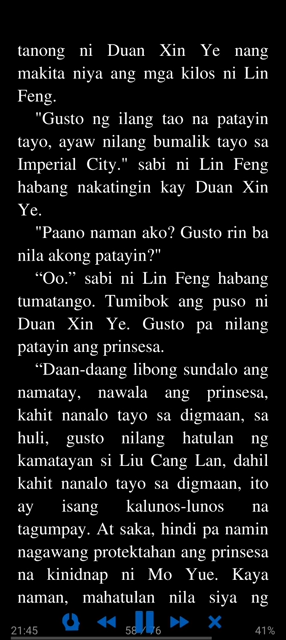 tanong ni Duan Xin Ye nang
makita niya ang mga kilos ni Lin
Feng.
"Gusto ng ilang tao na patayin
tayo, ayaw nilang bumalik tayo sa
Imperial City." sabi ni Lin Feng
habang nakatingin kay Duan Xin
Ye.
"Paano naman ako? Gusto rin ba
nila akong patayin?"
“Oo.” sabi ni Lin Feng habang
tumatango. Tumibok ang puso ni
Duan Xin Ye. Gusto pa nilang
patayin ang prinsesa.
“Daan-daang libong sundalo ang
namatay, nawala ang prinsesa,
kahit nanalo tayo sa digmaan, sa
huli, gusto nilang hatulan ng
kamatayan si Liu Cang Lan, dahil
kahit nanalo tayo sa digmaan, ito
ay isang kalunos-lunos na
tagumpay. At saka, hindi pa namin
nagawang protektahan ang prinsesa
na kinidnap ni Mo Yue. Kaya
naman, mahatulan nila siya ng
21:45 41%